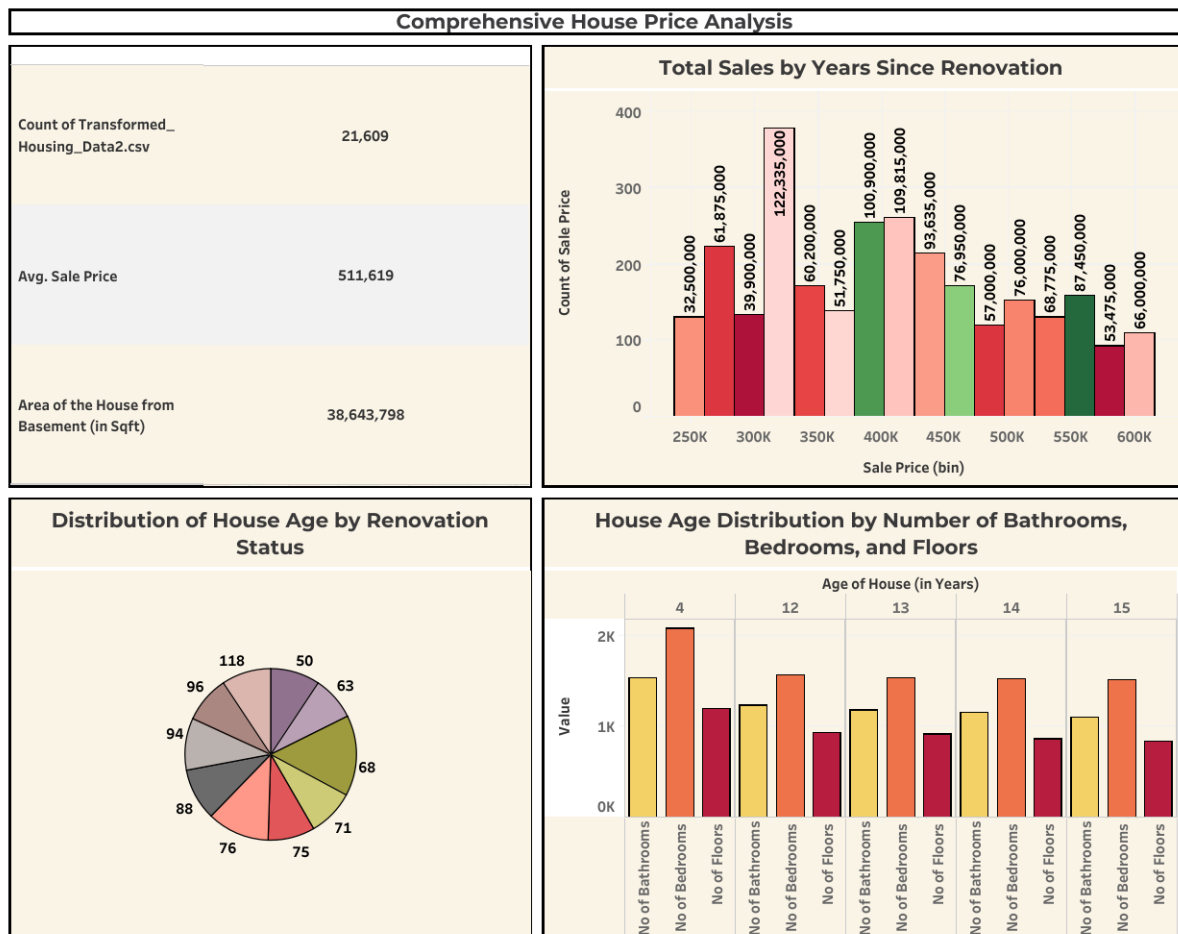 Comprehensive House Price Analysis
Count of Transformed_
Housing_Data2.csv
21,609
Avg. Sale Price
511,619
Area of the House from
Basement (in Sqft)
38,643,798
Total Sales by Years Since Renovation
Count of Sale Price
400
300
200
100
0
32,500,000
61,875,000
39,900,000
122,335,000
60,200,000
51,750,000
100,900,000
109,815,000
93,635,000
76,950,000
57,000,000
76,000,000
68,775,000
87,450,000
53,475,000
66,000,000
250K
300K
350K
400K
450K
500K
550K
600K
Sale Price (bin)
Distribution of House Age by Renovation
Status
118
50
96
63
94
68
88
71
76
75
House Age Distribution by Number of Bathrooms,
Bedrooms, and Floors
Age of House (in Years)
4
12
13
14
15
Value
2K
1K
0K
No of Bathrooms
No of Bedrooms
No of Floors
No of Bathrooms
No of Bedrooms
No of Floors
No of Bathrooms
No of Bedrooms
No of Floors
No of Bathrooms
No of Bedrooms
No of Floors
No of Bathrooms
No of Bedrooms
No of Floors